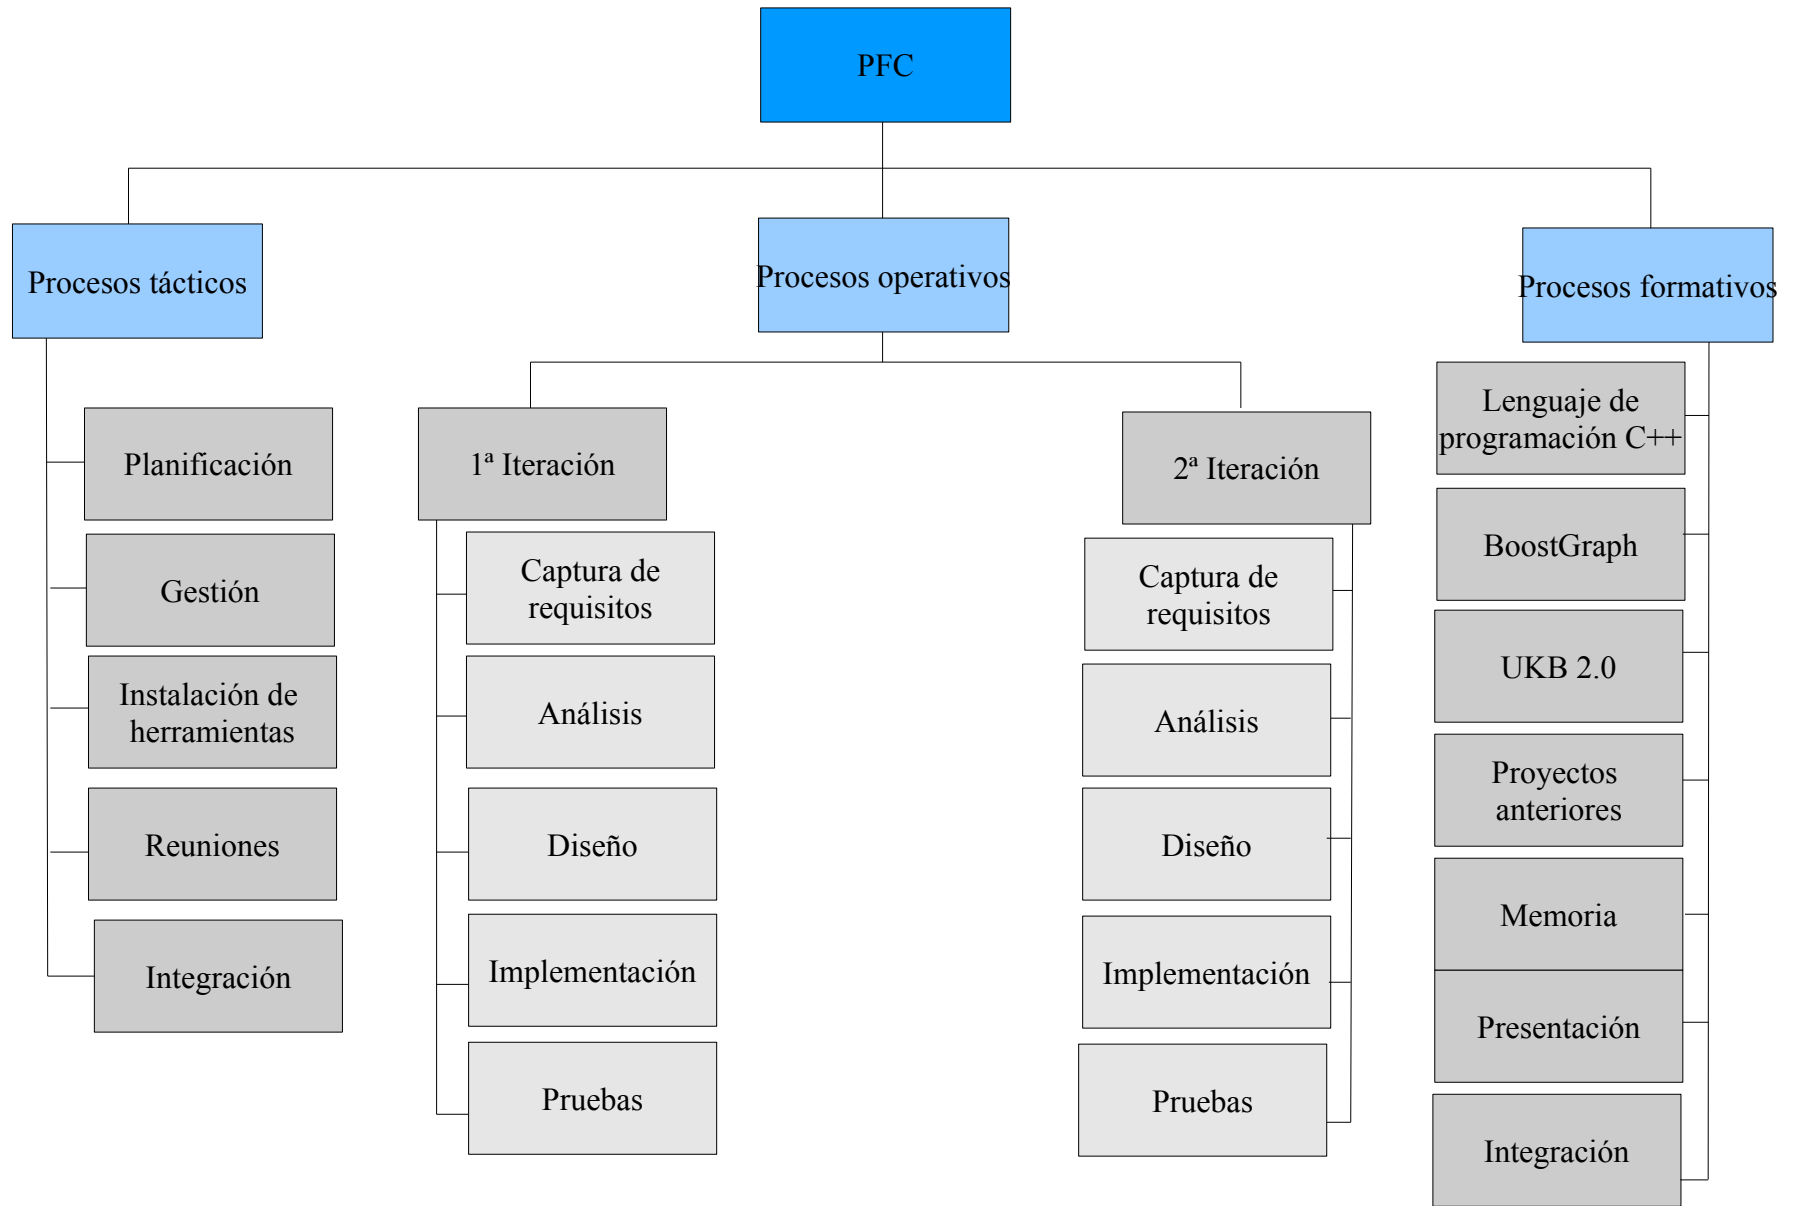 PFC
Procesos tácticos
Procesos operativos
Procesos formativos
Planificación
Gestión
Instalación de
herramientas
Reuniones
Integración
1ª Iteración
Captura de
requisitos
Análisis
Diseño
Implementación
Pruebas
2ª Iteración
Captura de
requisitos
Análisis
Diseño
Implementación
Pruebas
Lenguaje de
programación C++
BoostGraph
UKB 2.0
Proyectos
anteriores
Memoria
Presentación
Integración